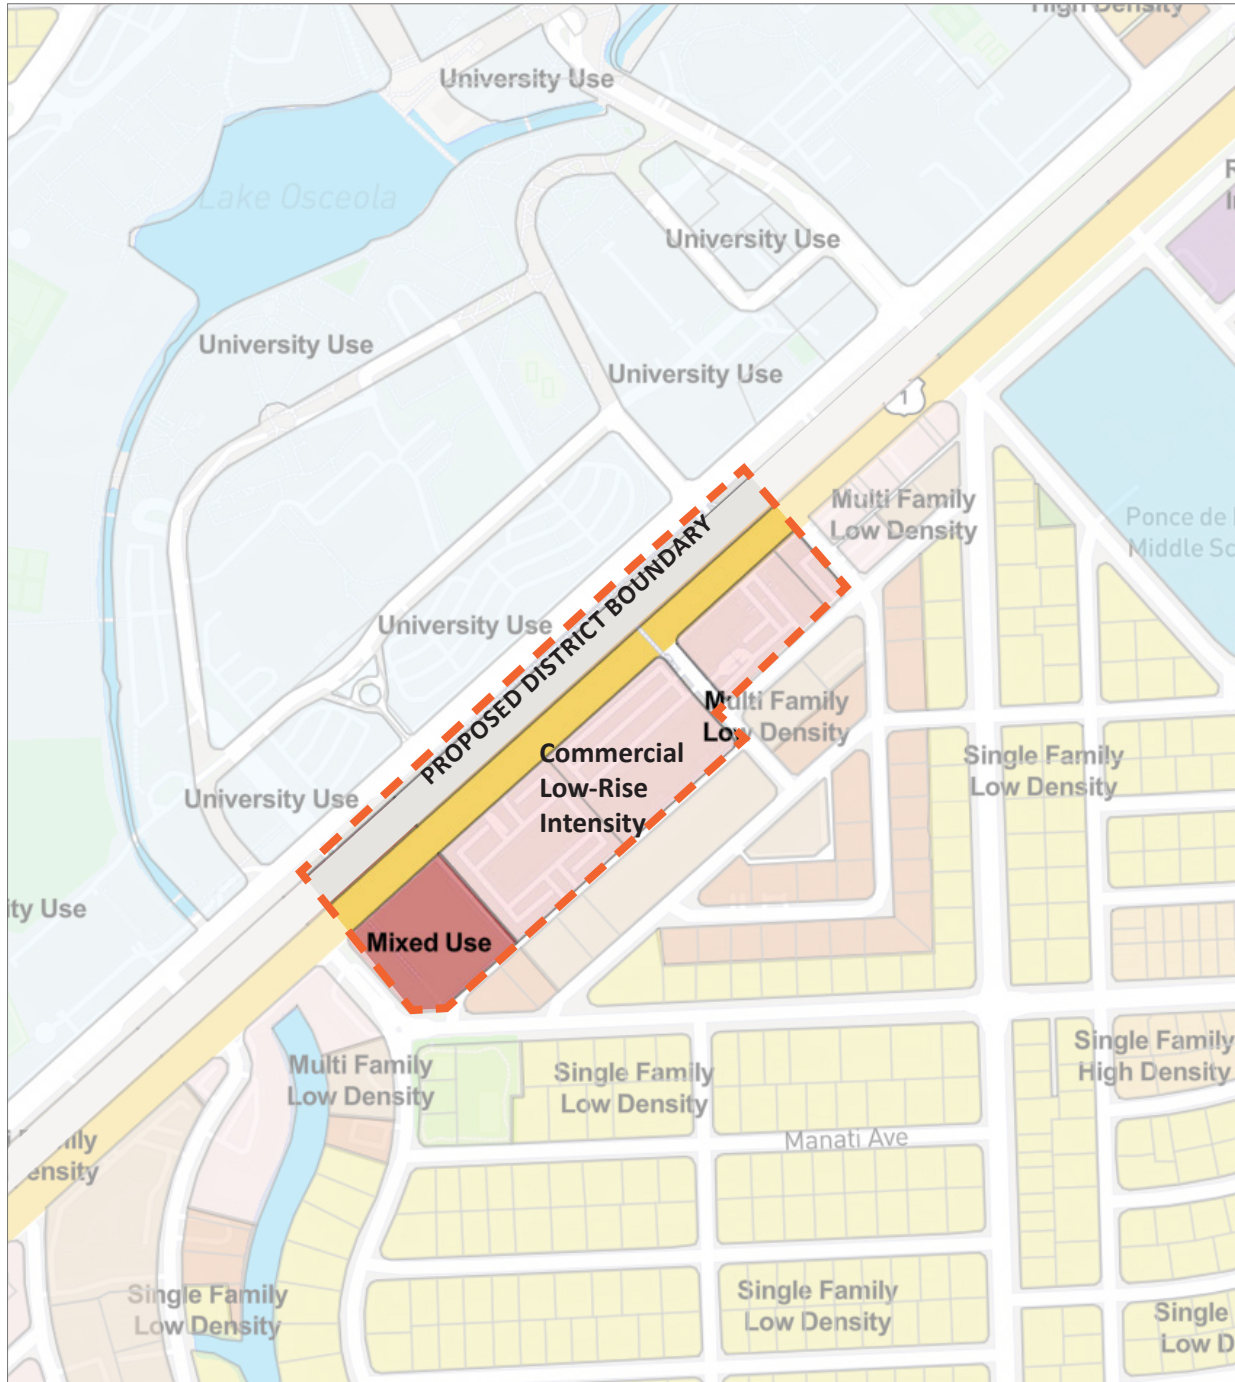 High Density
University Use
Lake Osceola
University Use
University Use
University Use
1
Multi Family
Low Density
Ponce de
Middle Sc
PROPOSED DISTRICT BOUNDARY
University Use
Multi Family
Low Density
Commercial
Low-Rise
Intensity
Single Family
Low Density
University Use
ity Use
Mixed Use
Multi Family
Low Density
Single Family
Low Density
Single Family
High Density
Manati Ave
ensity
Single Family
Low Density
Single Family
Low Density
Single
Low D